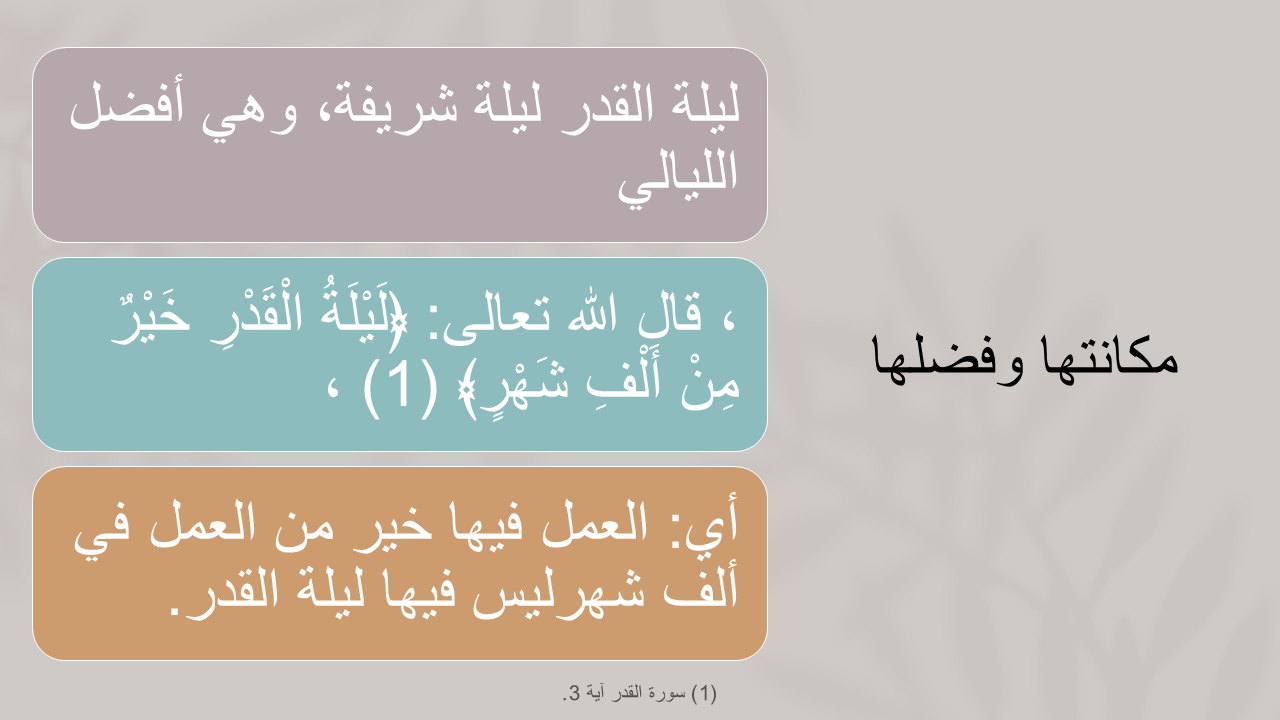 مكانتها وفضلها
ليلة القدر ليلة شريفة، وهي أفضل
الليالي
، قال الله تعالى: ﴿لَيْلَةُ الْقَدْرِ خَيْرٌ
مِنْ أَلْفِ شَهْرٍ﴾ (1) ،
أي: العمل فيها خير من العمل في
ألف شهرليس فيها ليلة القدر.
(1) سورة القدر آية 3.